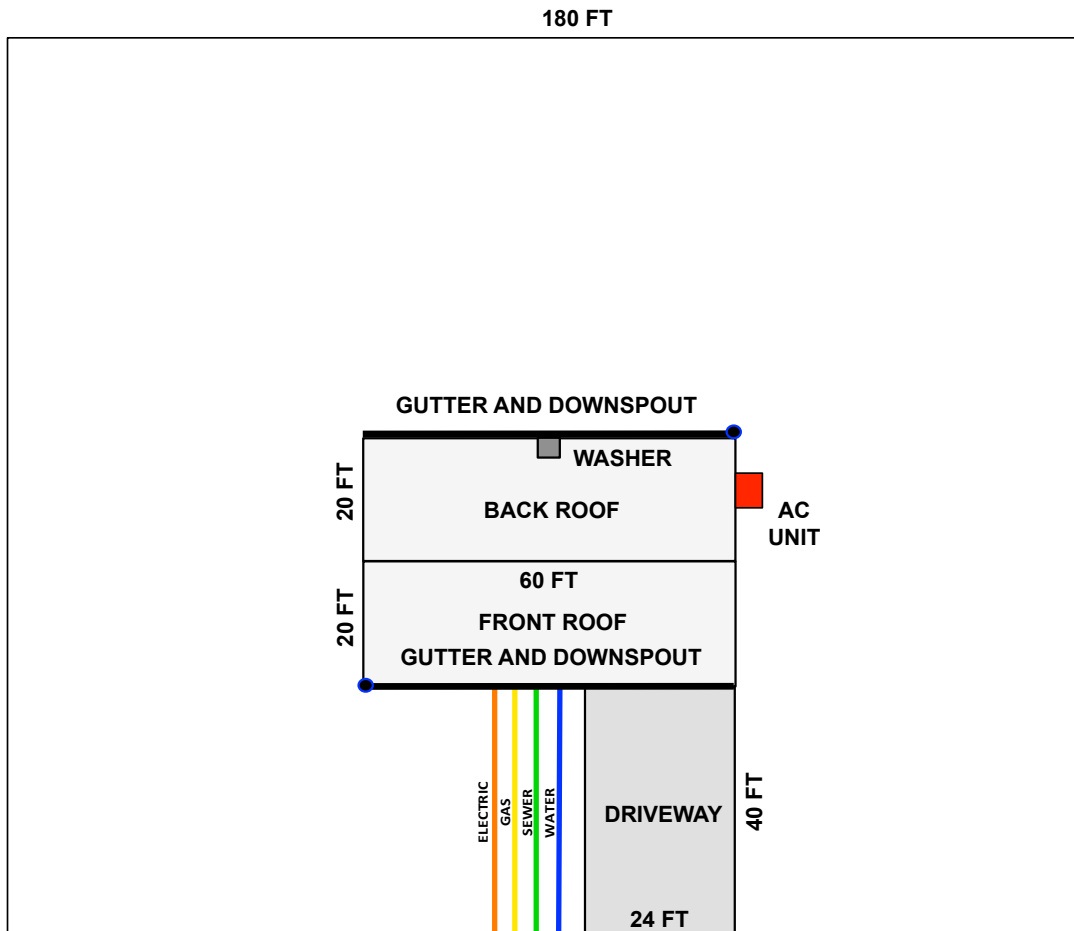 180 FT
GUTTER AND DOWNSPOUT
WASHER
20 FT
BACK ROOF
AC
UNIT
60 FT
20 FT
FRONT ROOF
GUTTER AND DOWNSPOUT
ELECTRIC
GAS
SEWER
WATER
DRIVEWAY
40 FT
24 FT